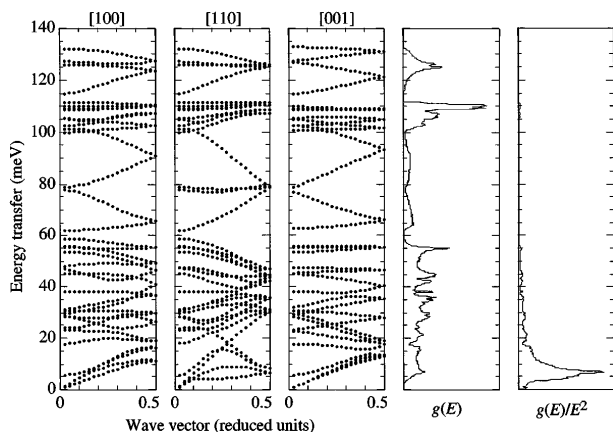 [100] [110] [001]
140
120
100
80
60
40
20
0
Energy transfer (meV)
0 0.5 0 0.5 0 0.5
g(E) g(E)/E²
Wave vector (reduced units)